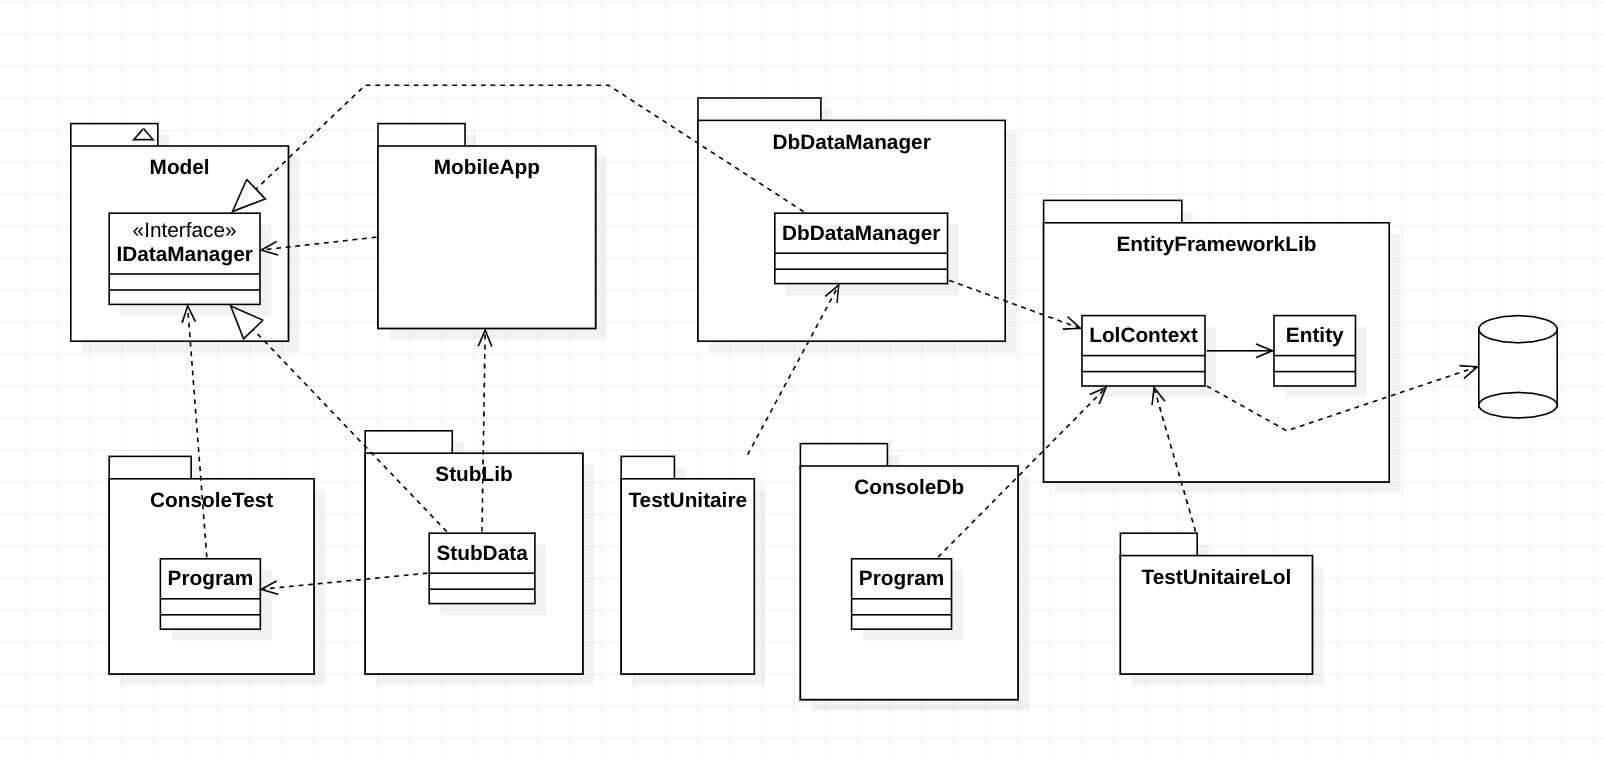 Model
«Interface»
IDataManager
MobileApp
DbDataManager
DbDataManager
EntityFrameworkLib
LolContext
Entity
ConsoleTest
Program
StubLib
StubData
TestUnitaire
ConsoleDb
Program
TestUnitaireLol